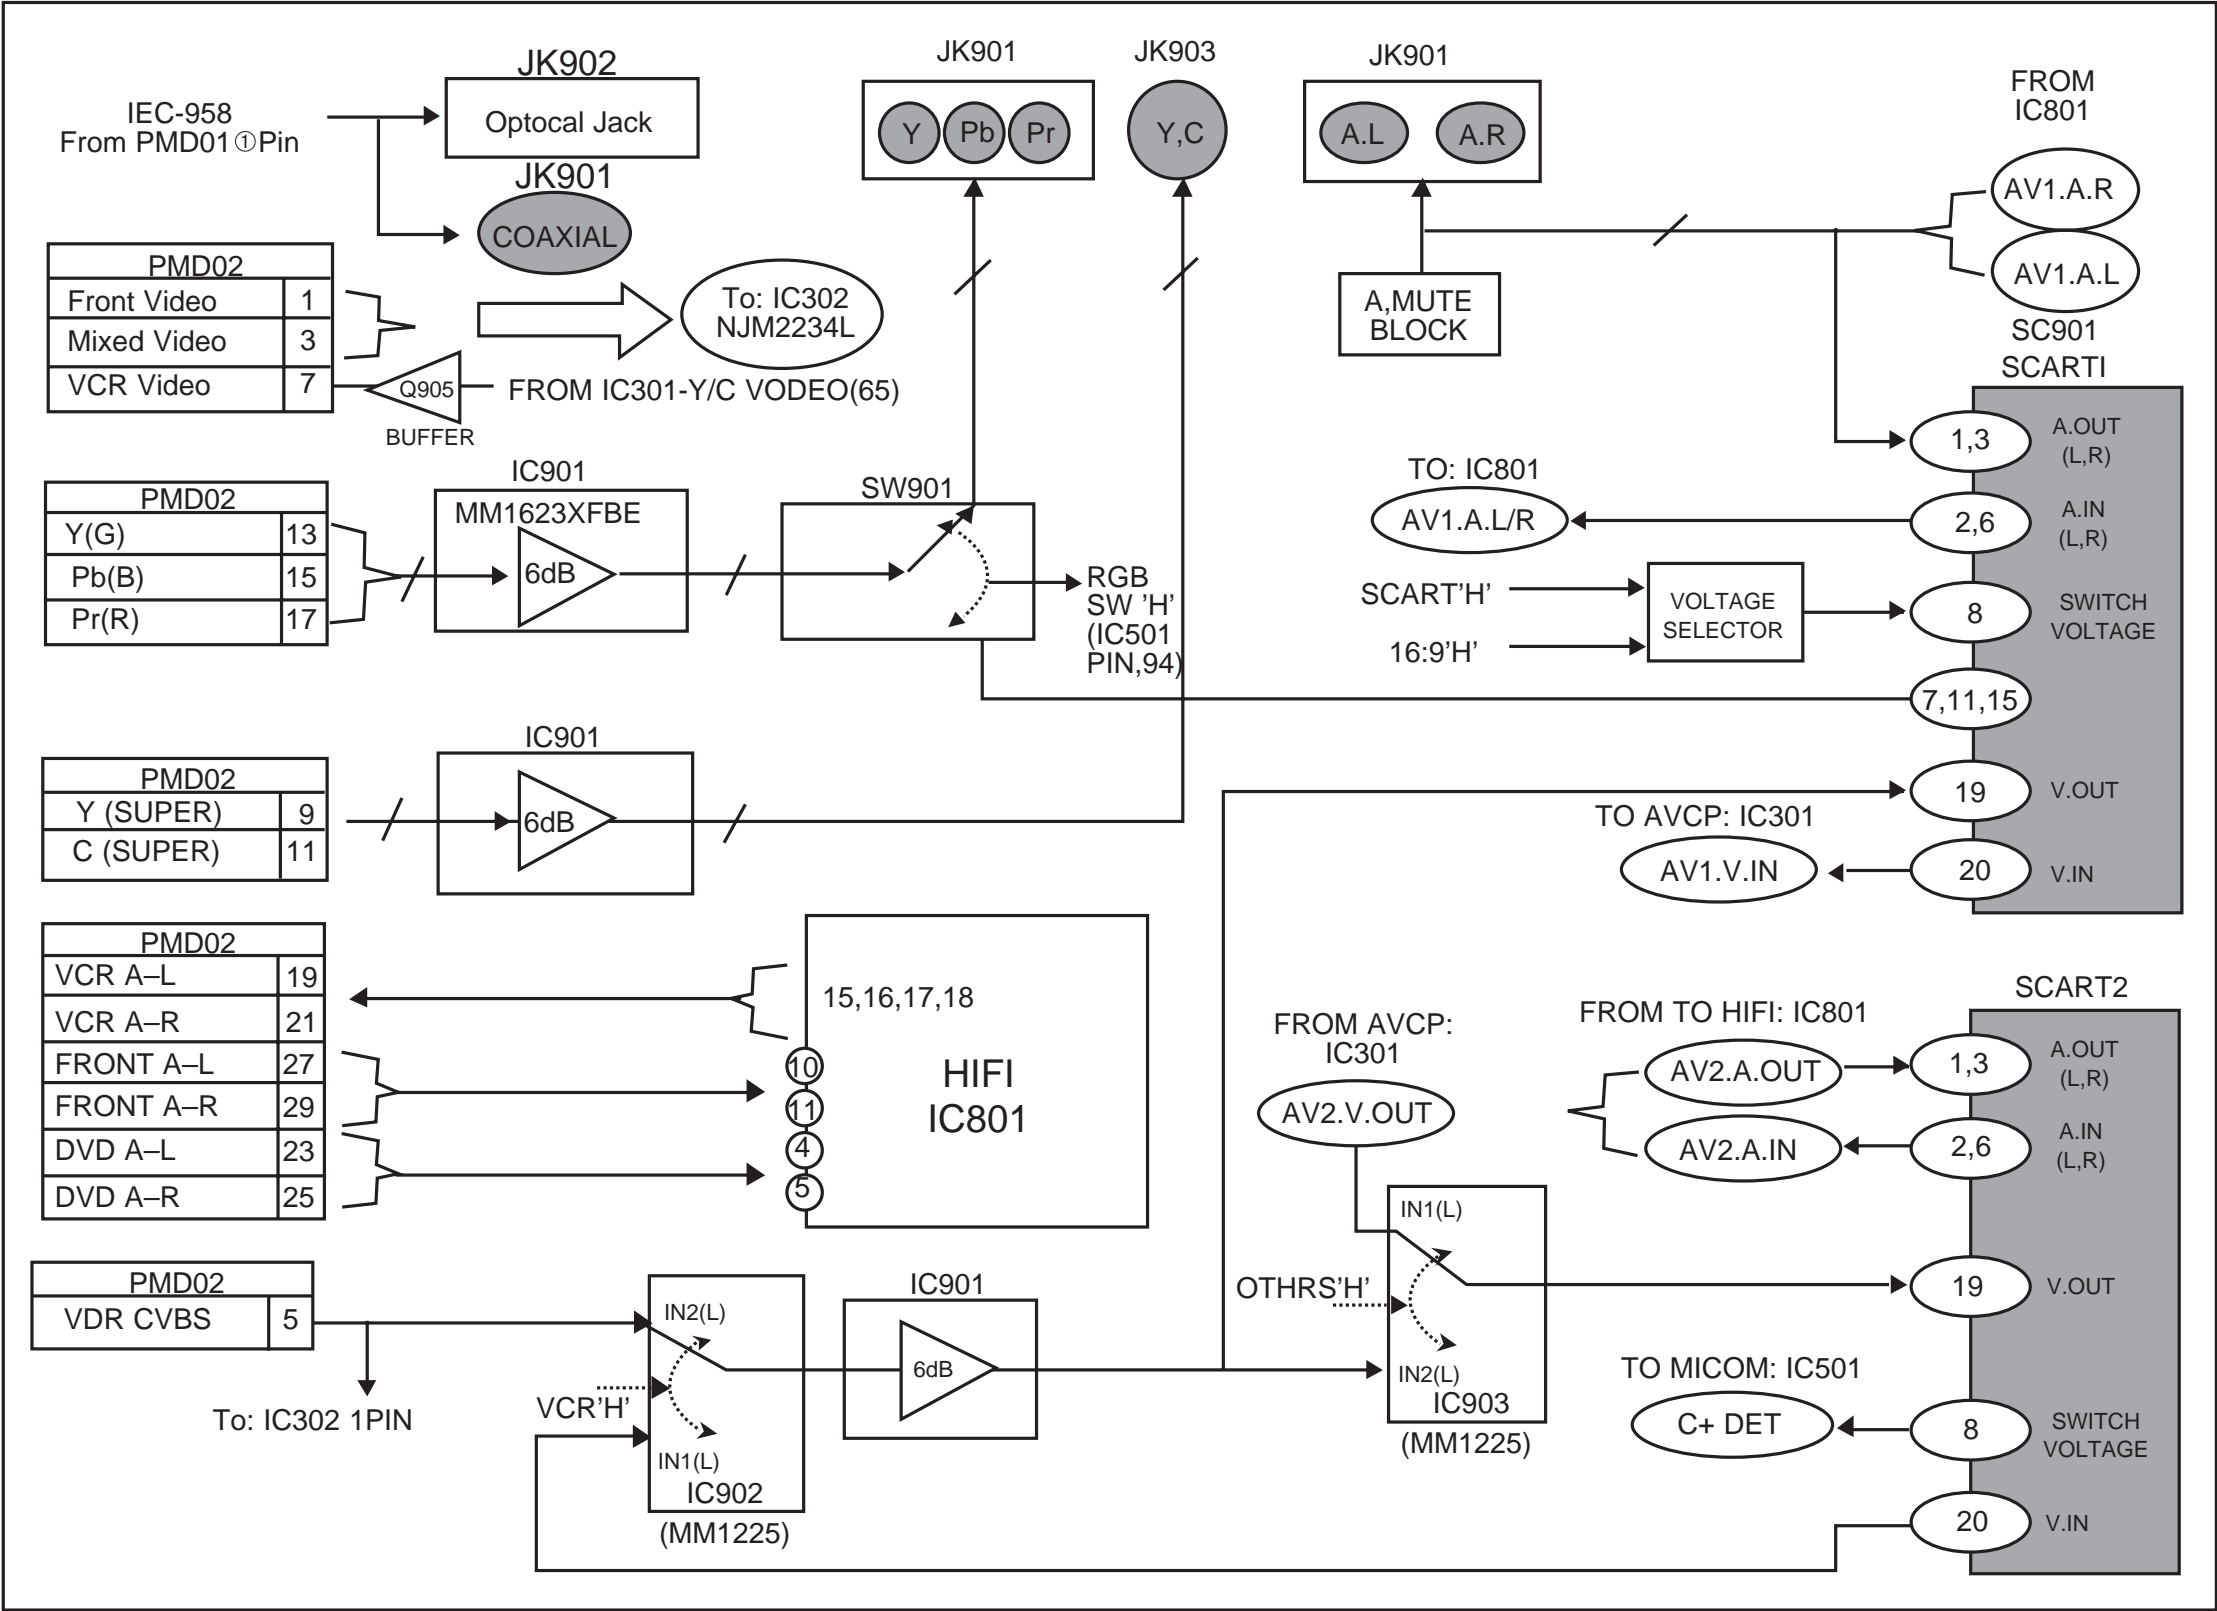 JK902
Optocal Jack
IEC-958
From PMD01①Pin
JK901
COAXIAL
JK901
Y
Pb
Pr
JK903
Y,C
JK901
A.L
A.R
FROM
IC801
AV1.A.R
AV1.A.L
A,MUTE
BLOCK
PMD02
Front Video 1
Mixed Video 3
VCR Video 7
To: IC302
NJM2234L
Q905
BUFFER
FROM IC301-Y/C VODEO(65)
SC901
SCARTI
1,3
A.OUT
(L,R)
TO: IC801
AV1.A.L/R
2,6
A.IN
(L,R)
SCART'H'
16:9'H'
VOLTAGE
SELECTOR
8
SWITCH
VOLTAGE
7,11,15
19
V.OUT
TO AVCP: IC301
AV1.V.IN
20
V.IN
PMD02
Y(G) 13
Pb(B) 15
Pr(R) 17
IC901
MM1623XFBE
6dB
SW901
RGB
SW 'H'
(IC501
PIN,94)
PMD02
Y (SUPER) 9
C (SUPER) 11
IC901
6dB
PMD02
VCR A–L 19
VCR A–R 21
FRONT A–L 27
FRONT A–R 29
DVD A–L 23
DVD A–R 25
15,16,17,18
10
11
4
5
HIFI
IC801
FROM AVCP:
IC301
AV2.V.OUT
SCART2
FROM TO HIFI: IC801
AV2.A.OUT
1,3
A.OUT
(L,R)
AV2.A.IN
2,6
A.IN
(L,R)
IN1(L)
OTHRS'H'
IN2(L)
IC903
(MM1225)
19
V.OUT
TO MICOM: IC501
C+ DET
8
SWITCH
VOLTAGE
20
V.IN
PMD02
VDR CVBS 5
To: IC302 1PIN
IN2(L)
VCR'H'
IN1(L)
IC902
(MM1225)
IC901
6dB